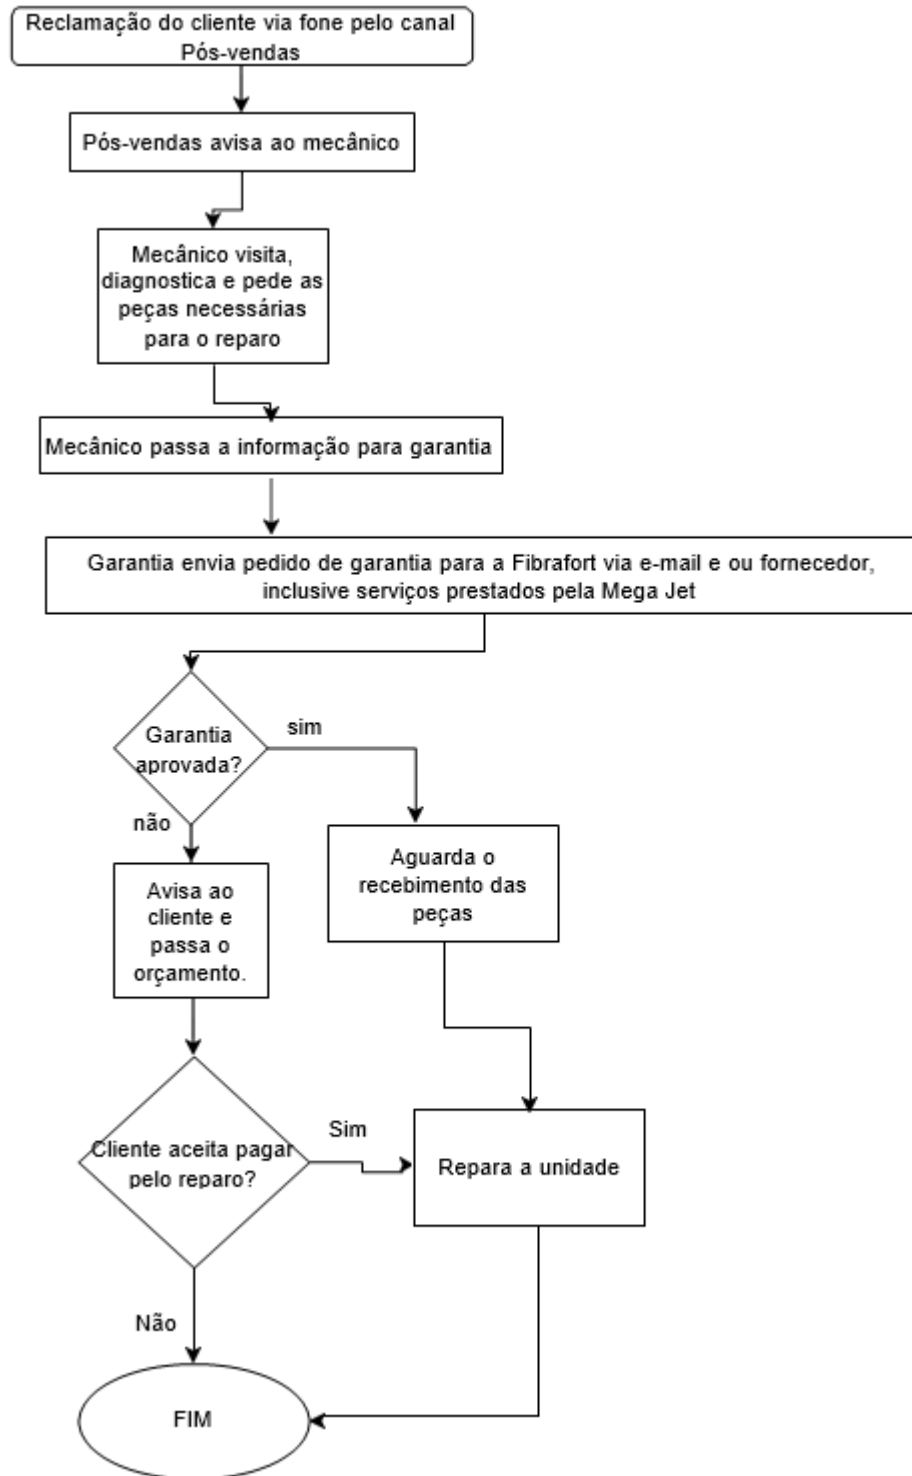 Reclamação do cliente via fone pelo canal
Pós-vendas
Pós-vendas avisa ao mecânico
Mecânico visita,
diagnostica e pede as
peças necessárias
para o reparo
Mecânico passa a informação para garantia
Garantia envia pedido de garantia para a Fibrafort via e-mail e ou fornecedor,
inclusive serviços prestados pela Mega Jet
Garantia
aprovada?
sim
não
Aguarda o
recebimento das
peças
Avisa ao
cliente e
passa o
orçamento.
Cliente aceita pagar
pelo reparo?
Sim
Repara a unidade
Não
FIM